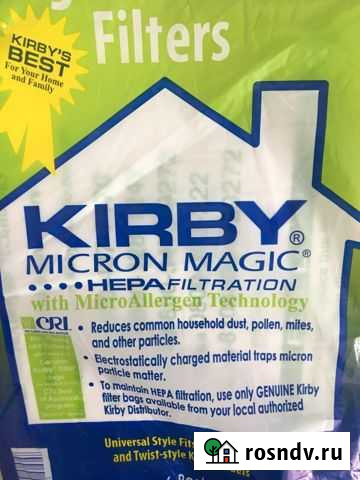 Filters
KIRBY'S
BEST
For Your Home
and Family
KIRBY®
MICRON MAGIC®
HEPAFILTRATION
with MicroAllergen Technology
CRI
• Reduces common household dust, pollen, mites,
and other particles.
• Electrostatically charged material traps micron
particle matter.
• To maintain HEPA filtration, use only GENUINE Kirby
filter bags available from your local authorized
Kirby Distributor.
Universal Style Fits
and Twist-style
rosndv.ru